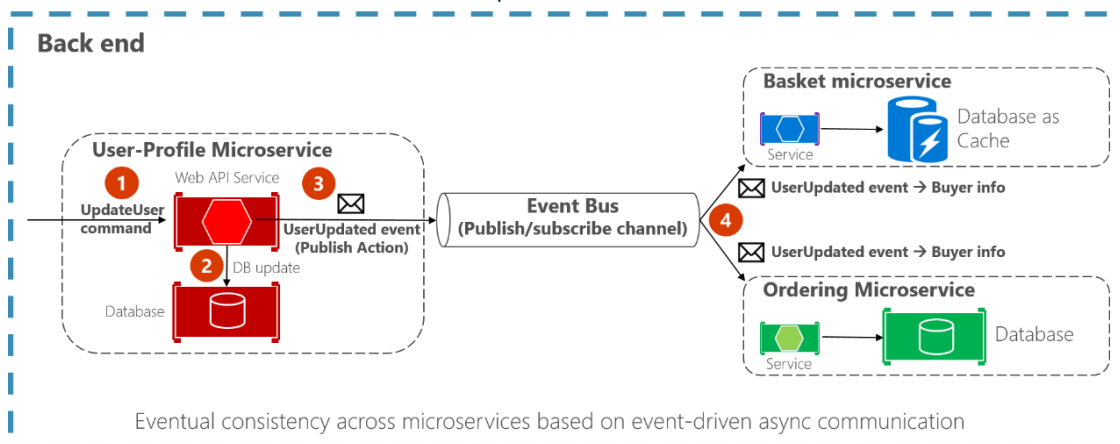 Back end
User-Profile Microservice
Web API Service
1
UpdateUser
command
2
DB update
Database
3
UserUpdated event
(Publish Action)
Event Bus
(Publish/subscribe channel)
4
Basket microservice
Service
Database as
Cache
UserUpdated event → Buyer info
UserUpdated event → Buyer info
Ordering Microservice
Service
Database
Eventual consistency across microservices based on event-driven async communication